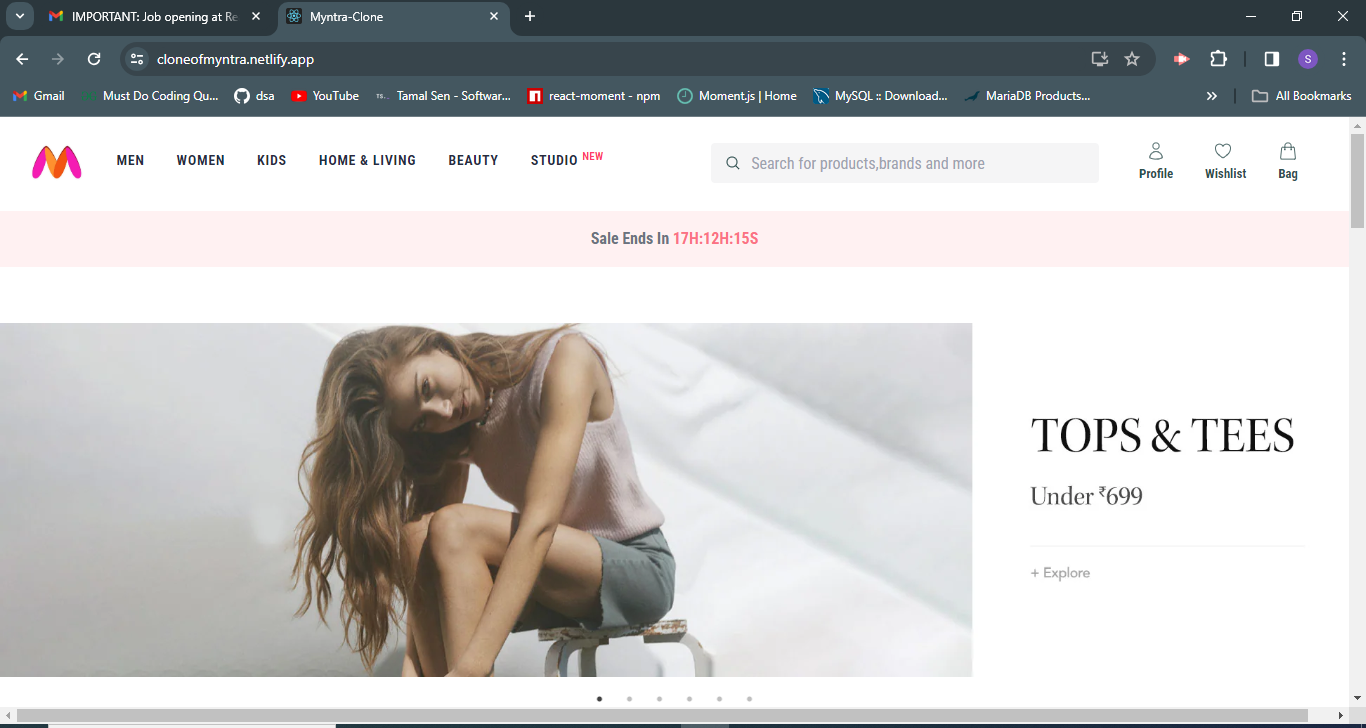 IMPORTANT: Job opening at Re
Myntra-Clone
cloneofmyntra.netlify.app
S
Gmail
Must Do Coding Qu...
dsa
YouTube
TS..
Tamal Sen - Softwar...
react-moment - npm
Moment.js | Home
MySQL :: Download...
MariaDB Products...
All Bookmarks
MEN
WOMEN
KIDS
HOME & LIVING
BEAUTY
STUDIO NEW
Search for products,brands and more
Profile
Wishlist
Bag
Sale Ends In 17H:12H:15S
TOPS & TEES
Under ₹699
+ Explore